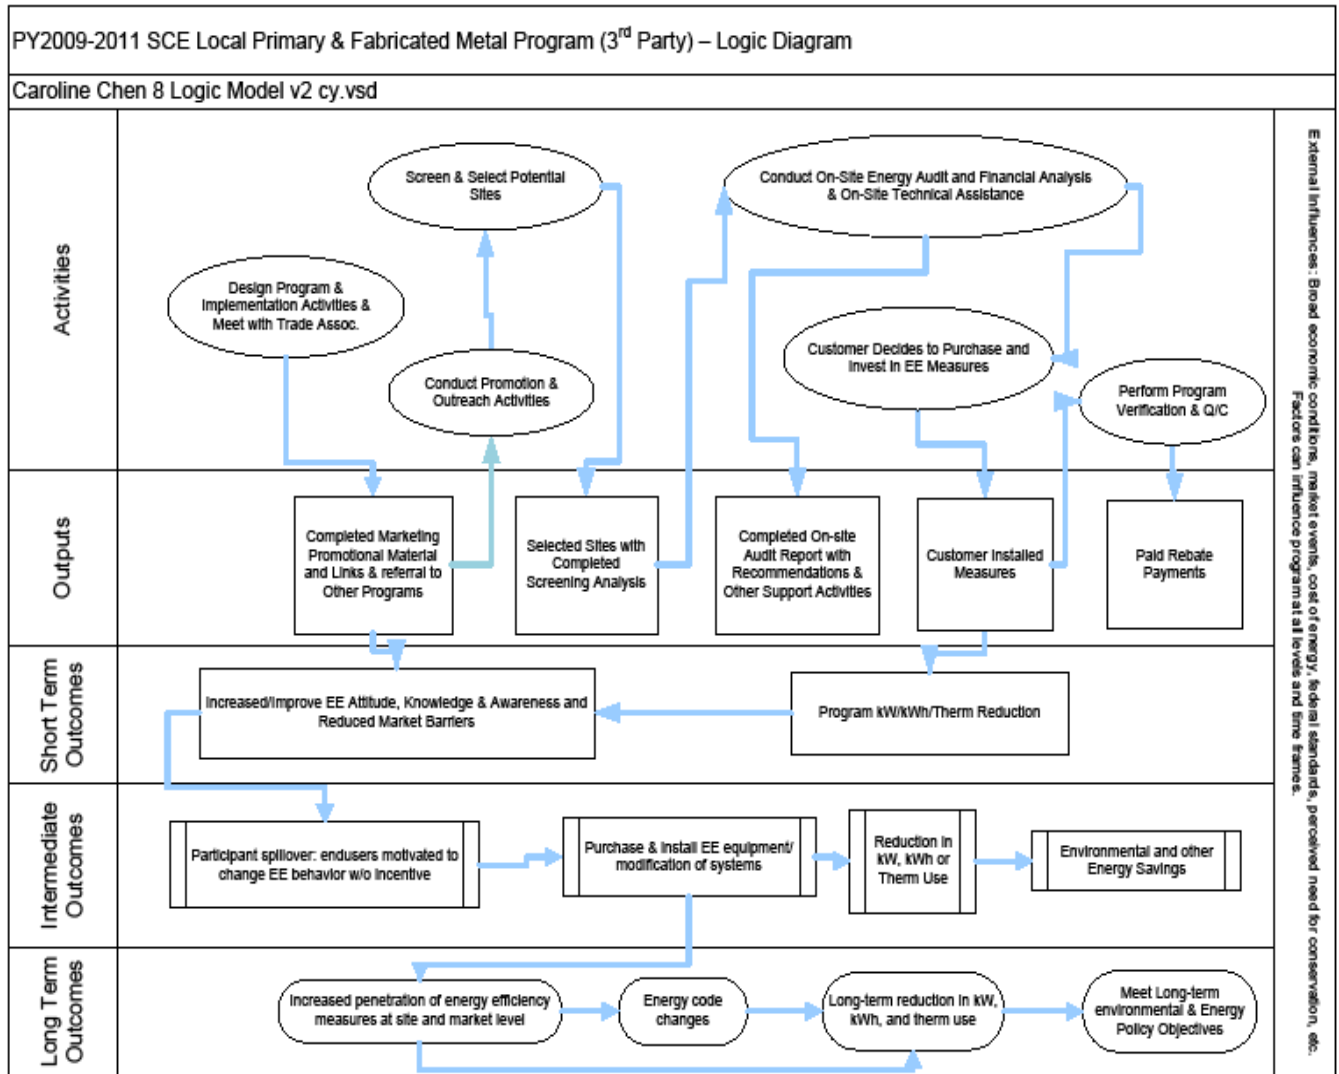 PY2009-2011 SCE Local Primary & Fabricated Metal Program (3rd Party) – Logic Diagram
Caroline Chen 8 Logic Model v2 cy.vsd
Activities
Screen & Select Potential
Sites
Conduct On-Site Energy Audit and Financial Analysis
& On-Site Technical Assistance
Design Program &
Implementation Activities &
Meet with Trade Assoc.
Conduct Promotion &
Outreach Activities
Customer Decides to Purchase and
Invest in EE Measures
Perform Program
Verification & Q/C
Outputs
Completed Marketing
Promotional Material
and Links & referral to
Other Programs
Selected Sites with
Completed
Screening Analysis
Completed On-site
Audit Report with
Recommendations &
Other Support Activities
Customer Installed
Measures
Paid Rebate
Payments
Short Term
Outcomes
Increased/Improve EE Attitude, Knowledge & Awareness and
Reduced Market Barriers
Program kW/kWh/Therm Reduction
Intermediate
Outcomes
Participant spillover: endusers motivated to
change EE behavior w/o Incentive
Purchase & Install EE equipment/
modification of systems
Reduction in
kW, kWh or
Therm Use
Environmental and other
Energy Savings
Long Term
Outcomes
Increased penetration of energy efficiency
measures at site and market level
Energy code
changes
Long-term reduction in kW,
kWh, and therm use
Meet Long-term
environmental & Energy
Policy Objectives
External Influences: Broad economic conditions, market events, cost of energy, federal standards, perceived need for conservation, etc.
Factors can influence program at all levels and time frames.